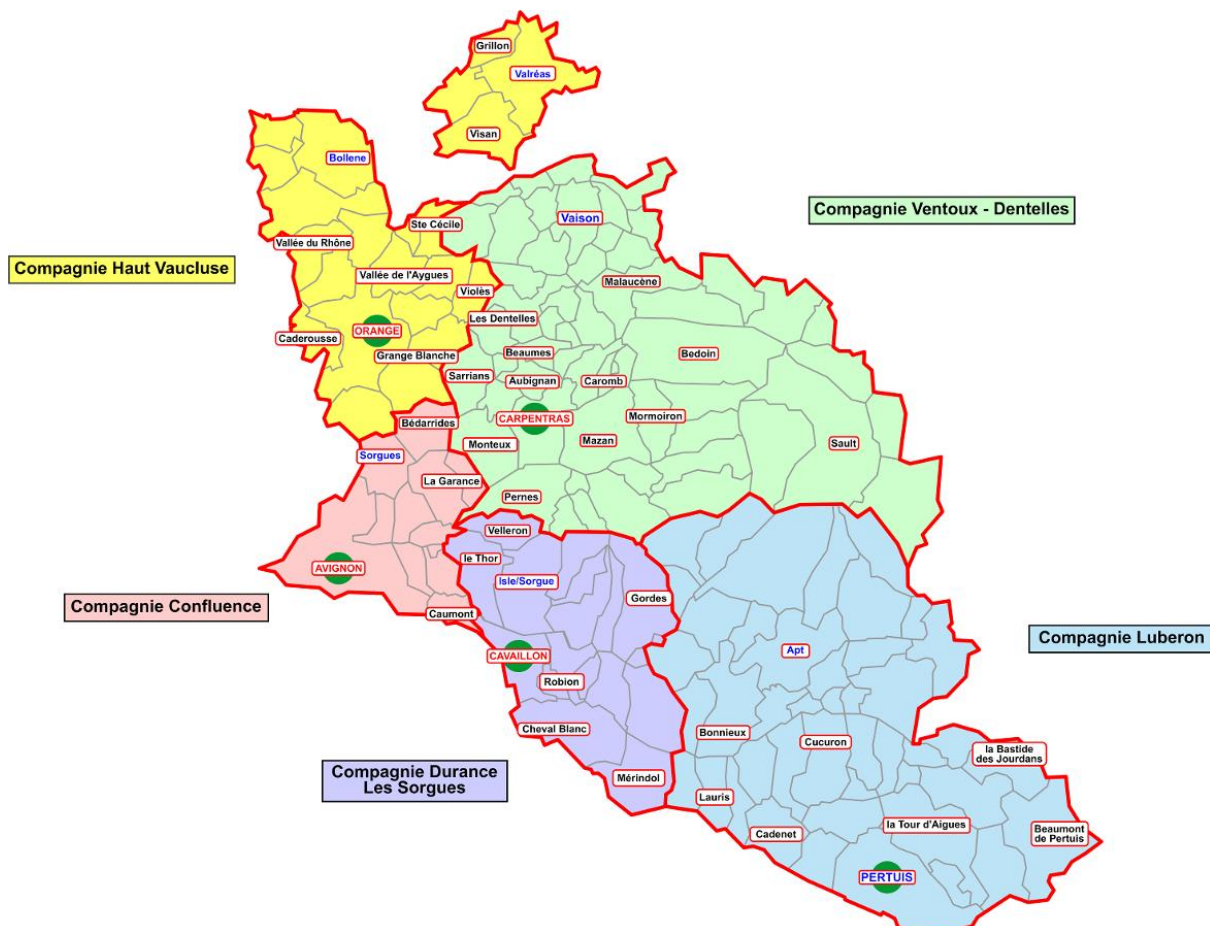 Grillon
Valréas
Visan
Bollene
Vaison
Compagnie Ventoux - Dentelles
Ste Cécile
Vallée du Rhône
Compagnie Haut Vaucluse
Vallée de l'Aygues
Malaucène
Violès
Les Dentelles
ORANGE
Caderousse
Grange Blanche
Beaumes
Bedoin
Sarrians
Aubignan
Caromb
CARPENTRAS
Mormoiron
Bédarrides
Mazan
Monteux
Sault
Sorgues
La Garance
Pernes
Velleron
le Thor
AVIGNON
Isle/Sorgue
Gordes
Compagnie Confluence
Caumont
Compagnie Luberon
Apt
CAVAILLON
Robion
Cheval Blanc
Bonnieux
Cucuron
la Bastide
des Jourdans
Compagnie Durance
Les Sorgues
Mérindol
Lauris
la Tour d'Aigues
Cadenet
Beaumont
de Pertuis
PERTUIS